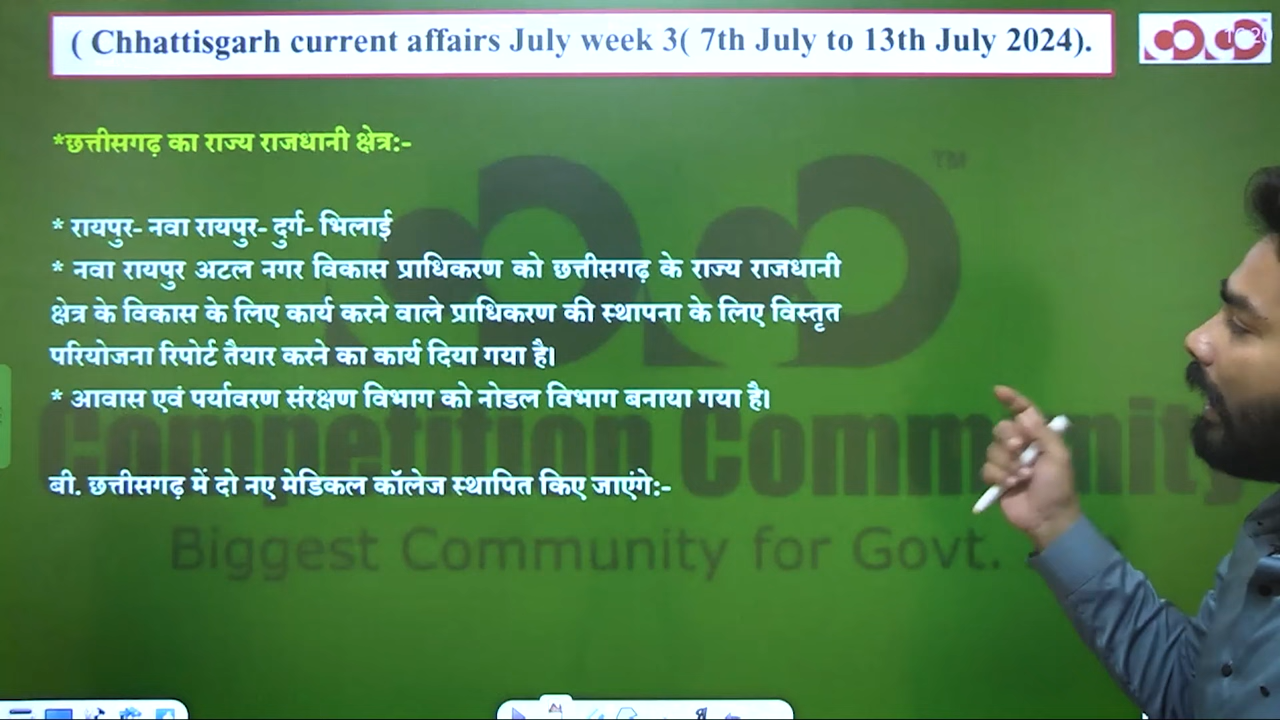 ( Chhattisgarh current affairs July week 3( 7th July to 13th July 2024).
*छत्तीसगढ़ का राज्य राजधानी क्षेत्र:-
* रायपुर- नवा रायपुर- दुर्ग- भिलाई
* नवा रायपुर अटल नगर विकास प्राधिकरण को छत्तीसगढ़ के राज्य राजधानी
क्षेत्र के विकास के लिए कार्य करने वाले प्राधिकरण की स्थापना के लिए विस्तृत
परियोजना रिपोर्ट तैयार करने का कार्य दिया गया है।
* आवास एवं पर्यावरण संरक्षण विभाग को नोडल विभाग बनाया गया है।
बी. छत्तीसगढ़ में दो नए मेडिकल कॉलेज स्थापित किए जाएंगे:-
TM
Competition Community
Biggest Community for Govt.